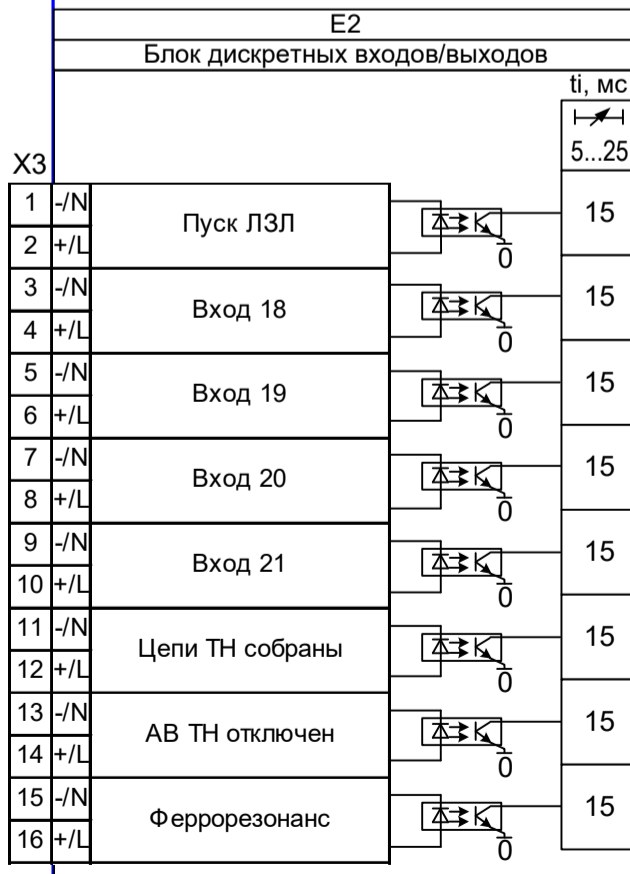 E2
Блок дискретных входов/выходов
ti, мс
5...25
X3
1 -/N Пуск ЛЗЛ 0 15
2 +/L
3 -/N Вход 18 0 15
4 +/L
5 -/N Вход 19 0 15
6 +/L
7 -/N Вход 20 0 15
8 +/L
9 -/N Вход 21 0 15
10 +/L
11 -/N Цепи ТН собраны 0 15
12 +/L
13 -/N АВ ТН отключен 0 15
14 +/L
15 -/N Феррорезонанс 0 15
16 +/L